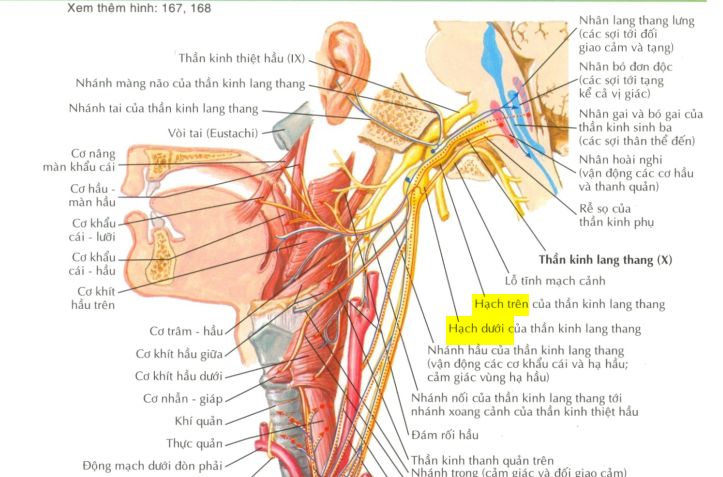 Xem thêm hình: 167, 168
Thần kinh thiệt hầu (IX)
Nhánh màng não của thần kinh lang thang
Nhánh tai của thần kinh lang thang
Vòi tai (Eustachi)
Cơ nâng
màn khẩu cái
Cơ hầu -
màn hầu
Cơ khẩu
cái - lưỡi
Cơ khẩu
cái - hầu
Cơ khít
hầu trên
Cơ trâm - hầu
Cơ khít hầu giữa
Cơ khít hầu dưới
Cơ nhẫn - giáp
Khí quản
Thực quản
Động mạch dưới đòn phải
Nhân lang thang lưng
(các sợi tới đối
giao cảm và tạng)
Nhân bó đơn độc
(các sợi tới tạng
kể cả vị giác)
Nhân gai và bó gai của
thần kinh sinh ba
(các sợi thân thể đến)
Nhân hoài nghi
(vận động các cơ hầu
và thanh quản)
Rễ sọ của
thần kinh phụ
Thần kinh lang thang (X)
Lỗ tĩnh mạch cảnh
Hạch trên của thần kinh lang thang
Hạch dưới của thần kinh lang thang
Nhánh hầu của thần kinh lang thang
(vận động các cơ khẩu cái và hạ hầu;
cảm giác vùng hạ hầu)
Nhánh nối của thần kinh lang thang tới
nhánh xoang cảnh của thần kinh thiệt hầu
Đám rối hầu
Thần kinh thanh quản trên
Nhánh trong (cảm giác và đối giao cảm)